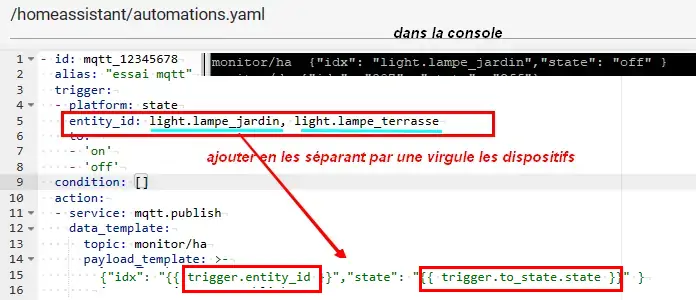 /homeassistant/automations.yaml
dans la console
monitor/ha {"idx": "light.lampe_jardin","state": "off" }
1 - id: mqtt_12345678
2 alias: "essai mqtt"
3 trigger:
4 - platform: state
5 entity_id: light.lampe_jardin, light.lampe_terrasse
6 to:
7 - 'on'
ajouter en les séparant par une virgule les dispositifs
8 - 'off'
9 condition: []
10 action:
11 - service: mqtt.publish
12 data_template:
13 topic: monitor/ha
14 payload_template: >-
15 {"idx": "{{ trigger.entity_id }}","state": "{{ trigger.to_state.state }}" }
16